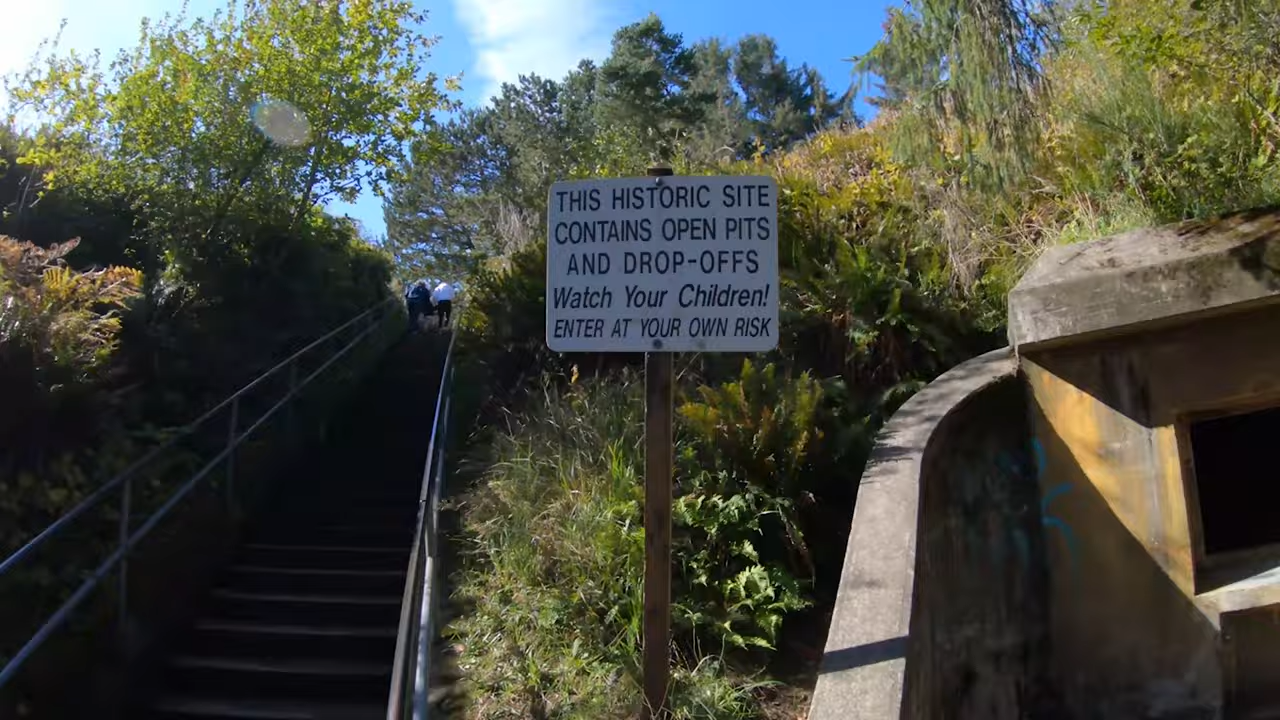 THIS HISTORIC SITE
CONTAINS OPEN PITS
AND DROP-OFFS
Watch Your Children!
ENTER AT YOUR OWN RISK